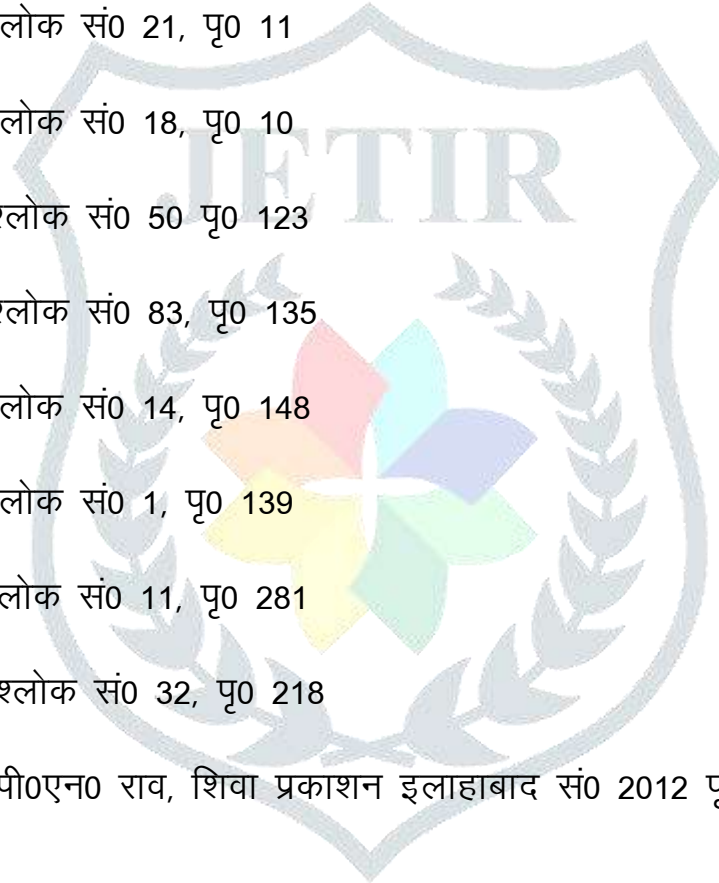 लोक सं0 21, पृ0 11
लोक सं0 18, पृ0 10
श्लोक सं0 50 पृ0 123
श्लोक सं0 83, पृ0 135
लोक सं0 14, पृ0 148
लोक सं0 1, पृ0 139
लोक सं0 11, पृ0 281
श्लोक सं0 32, पृ0 218
पी0एन0 राव, शिवा प्रकाशन इलाहाबाद सं0 2012
JETIR